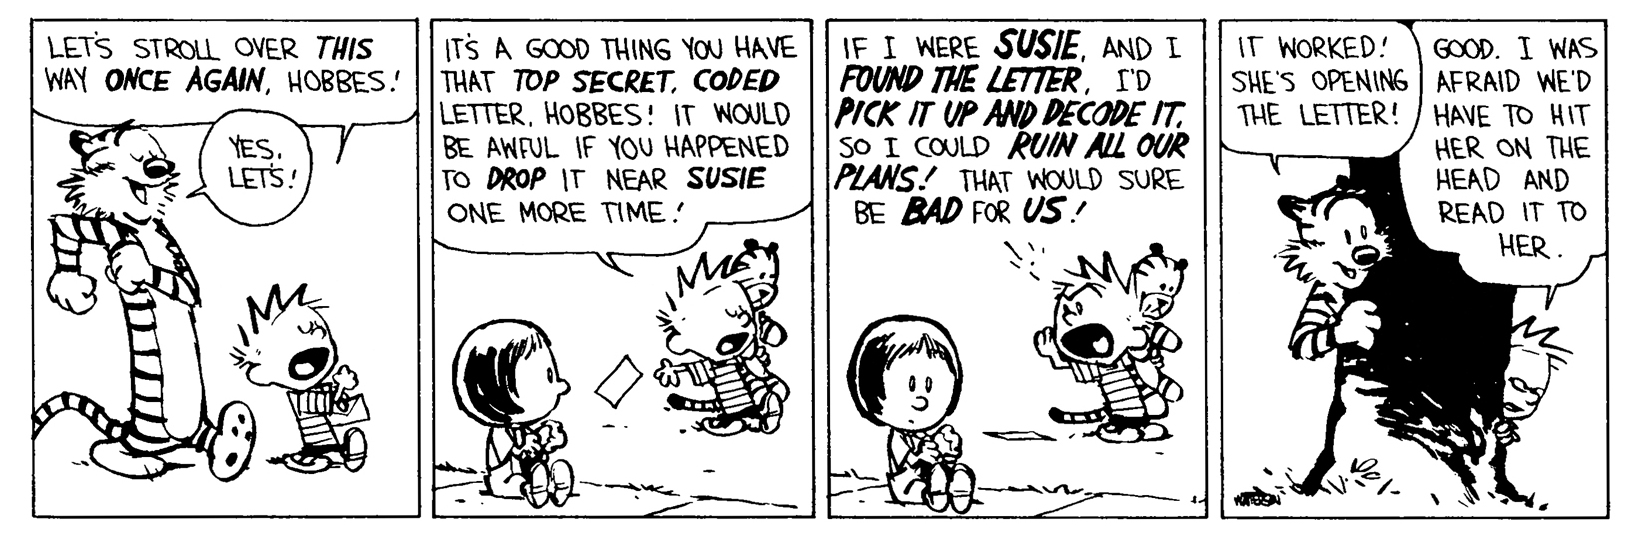 LET'S STROLL OVER THIS
WAY ONCE AGAIN, HOBBES!
YES,
LET'S!
IT'S A GOOD THING YOU HAVE
THAT TOP SECRET, CODED
LETTER, HOBBES! IT WOULD
BE AWFUL IF YOU HAPPENED
TO DROP IT NEAR SUSIE
ONE MORE TIME!
IF I WERE SUSIE, AND I
FOUND THE LETTER, I'D
PICK IT UP AND DECODE IT,
SO I COULD RUIN ALL OUR
PLANS! THAT WOULD SURE
BE BAD FOR US!
IT WORKED!
SHE'S OPENING
THE LETTER!
GOOD. I WAS
AFRAID WE'D
HAVE TO HIT
HER ON THE
HEAD AND
READ IT TO
HER.
WATTERSON